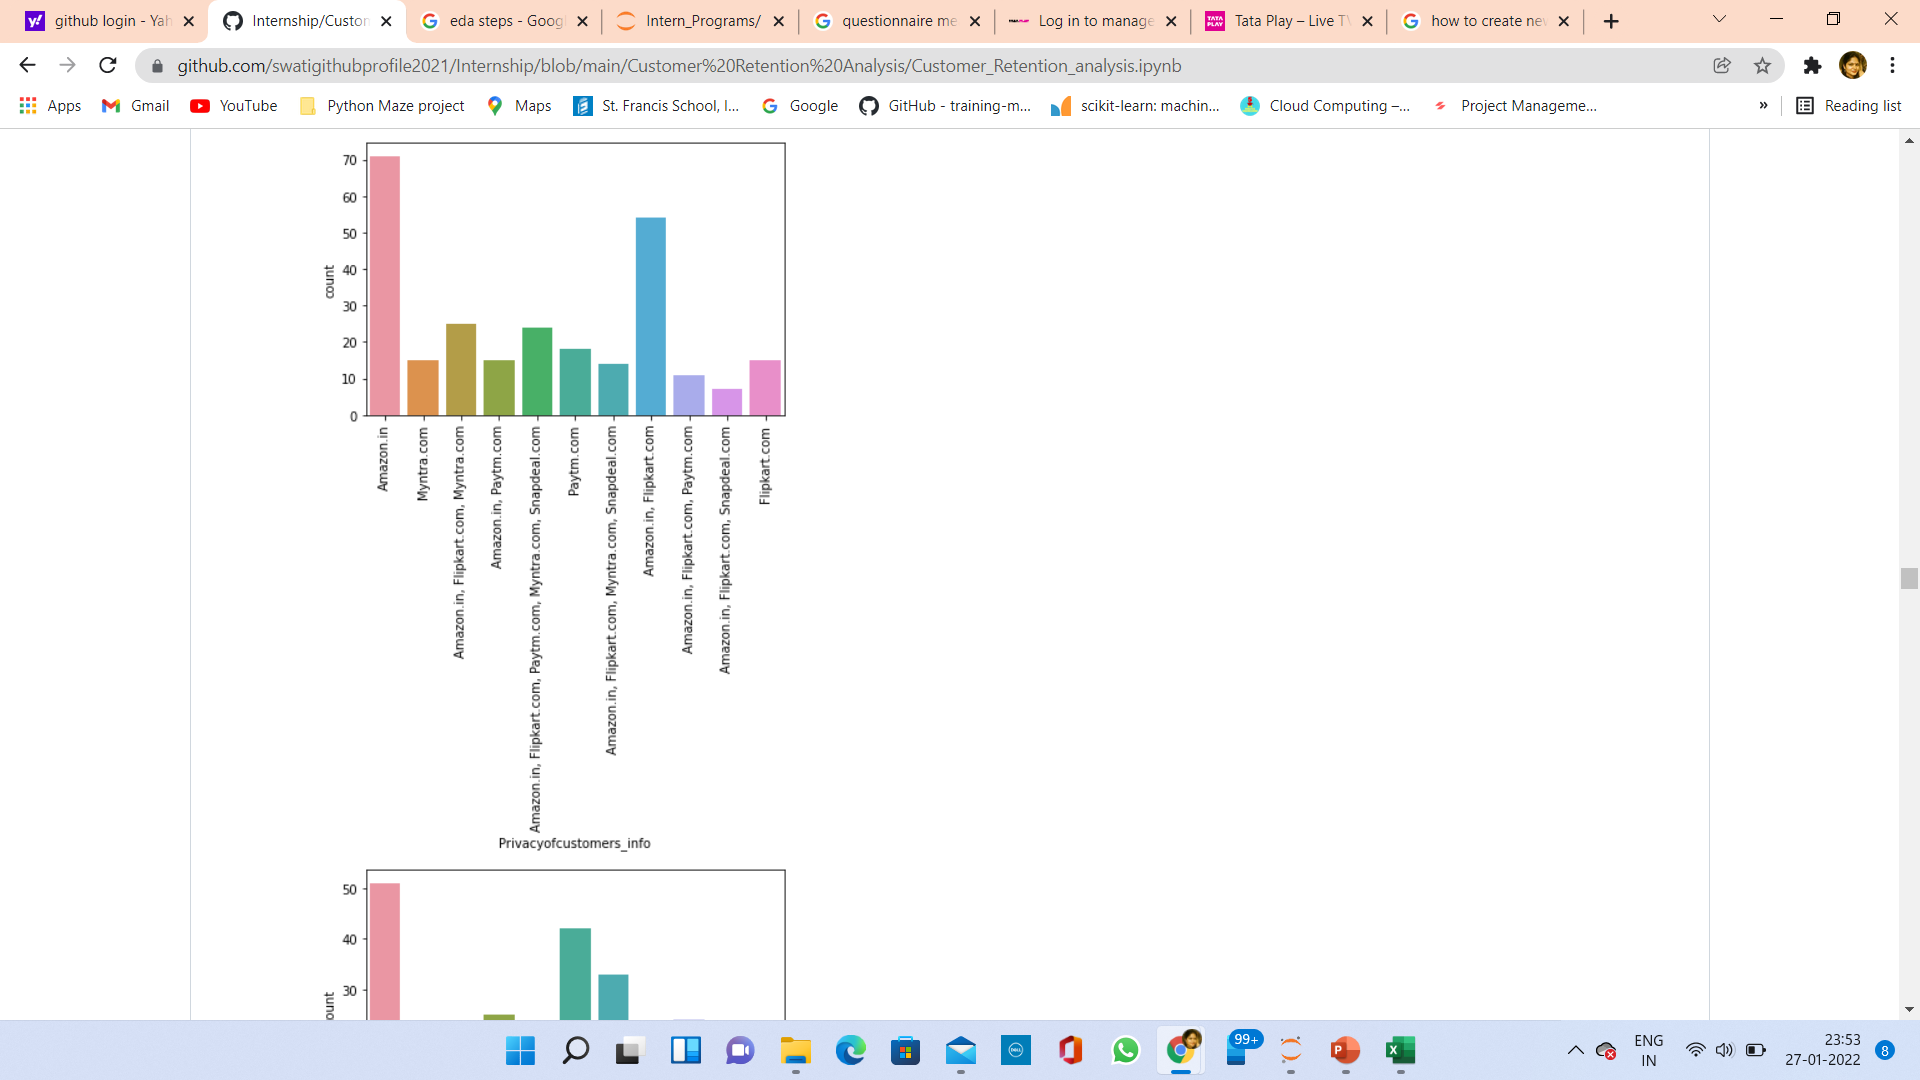 github login - Yah
Internship/Custom
eda steps - Googl
Intern_Programs/
questionnaire me
Log in to manage
Tata Play – Live TV
how to create new
github.com/swatigithubprofile2021/Internship/blob/main/Customer%20Retention%20Analysis/Customer_Retention_analysis.ipynb
Apps
Gmail
YouTube
Python Maze project
Maps
St. Francis School, I...
Google
GitHub - training-m...
scikit-learn: machin...
Cloud Computing –...
Project Manageme...
»
Reading list
70
60
50
40
30
20
10
0
count
Amazon.in
Myntra.com
Amazon.in, Flipkart.com, Myntra.com
Amazon.in, Paytm.com
Amazon.in, Flipkart.com, Paytm.com, Myntra.com, Snapdeal.com
Paytm.com
Amazon.in, Flipkart.com, Myntra.com, Snapdeal.com
Amazon.in, Flipkart.com
Amazon.in, Flipkart.com, Paytm.com
Amazon.in, Flipkart.com, Snapdeal.com
Flipkart.com
Privacyofcustomers_info
50
40
30
ount
99+
ENG
IN
23:53
27-01-2022
8